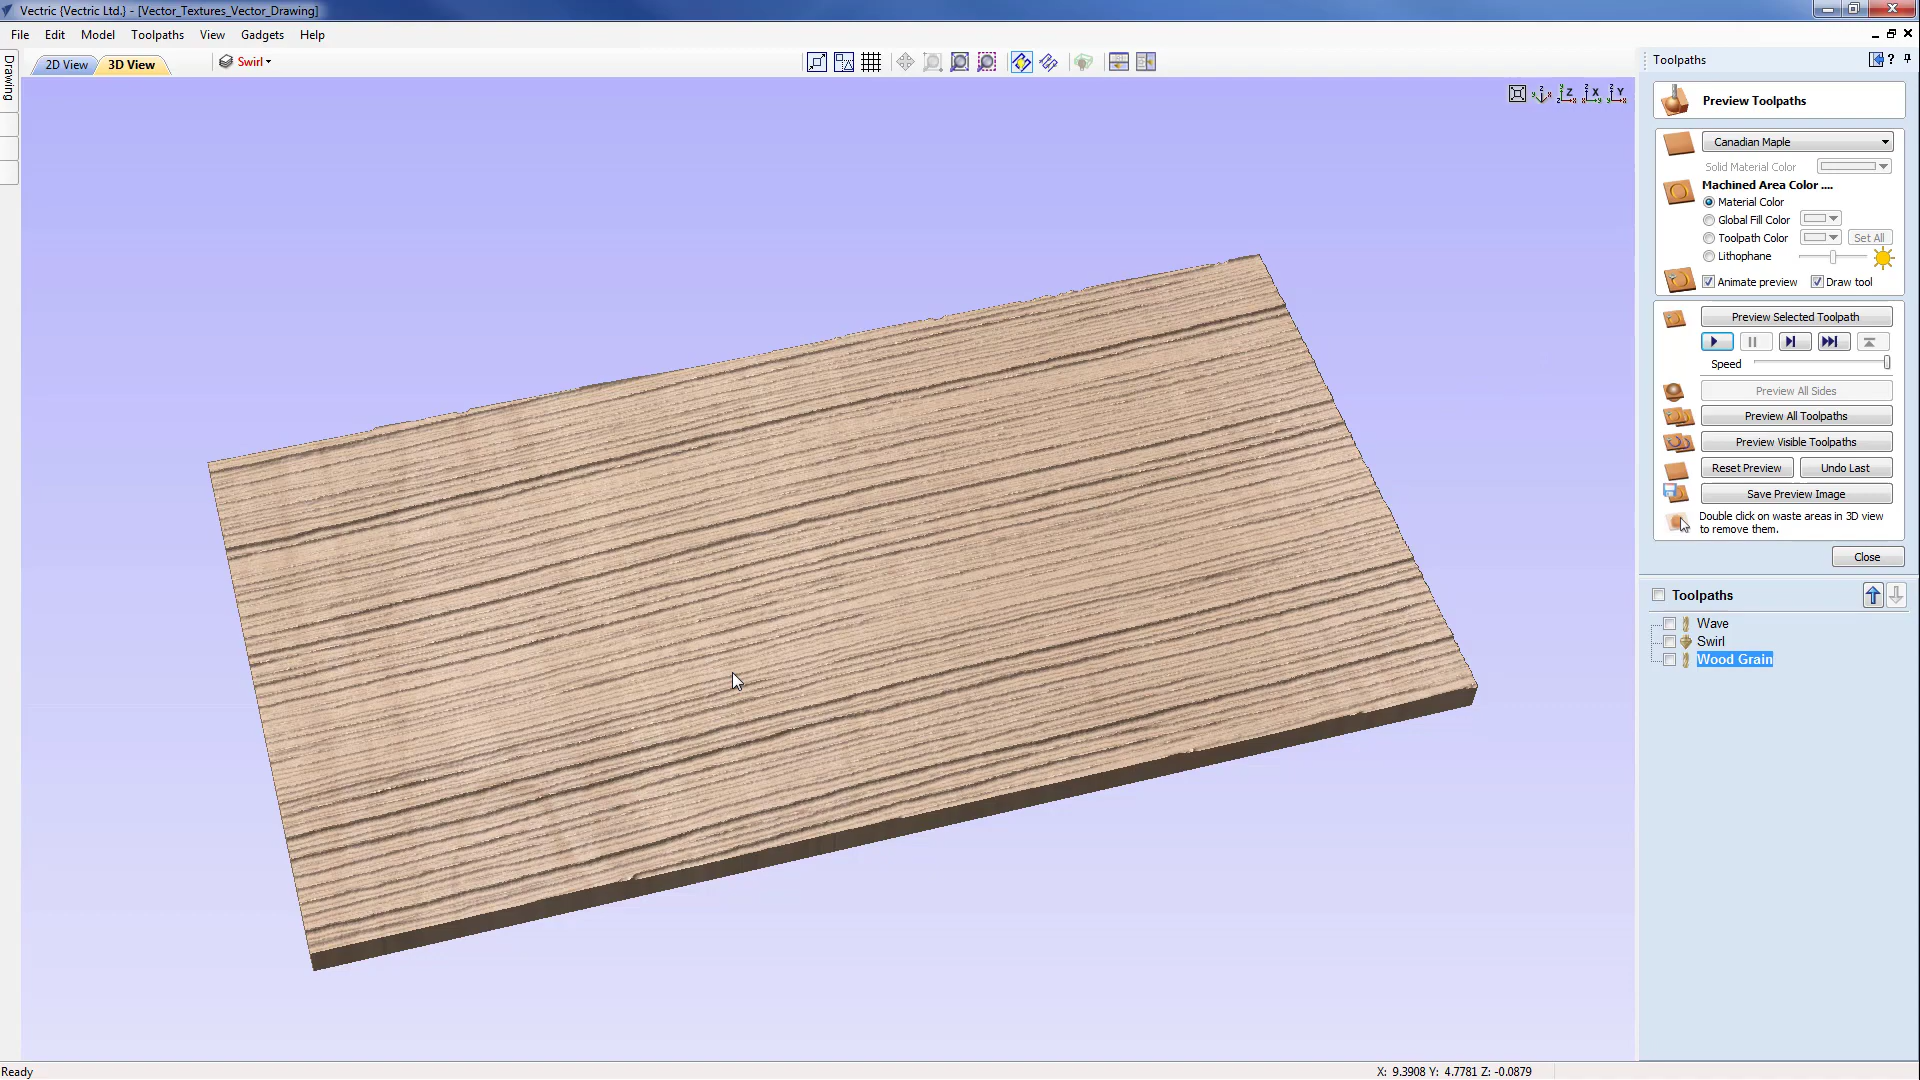 Vectric {Vectric Ltd.} - [Vector_Textures_Vector_Drawing]
File Edit Model Toolpaths View Gadgets Help
Drawing
2D View 3D View Swirl
Toolpaths
Preview Toolpaths
Canadian Maple
Solid Material Color
Machined Area Color ....
Material Color
Global Fill Color
Toolpath Color Set All
Lithophane
Animate preview Draw tool
Preview Selected Toolpath
Speed
Preview All Sides
Preview All Toolpaths
Preview Visible Toolpaths
Reset Preview Undo Last
Save Preview Image
Double click on waste areas in 3D view
to remove them.
Close
Toolpaths
Wave
Swirl
Wood Grain
Ready
X: 9.3908 Y: 4.7781 Z: -0.0879